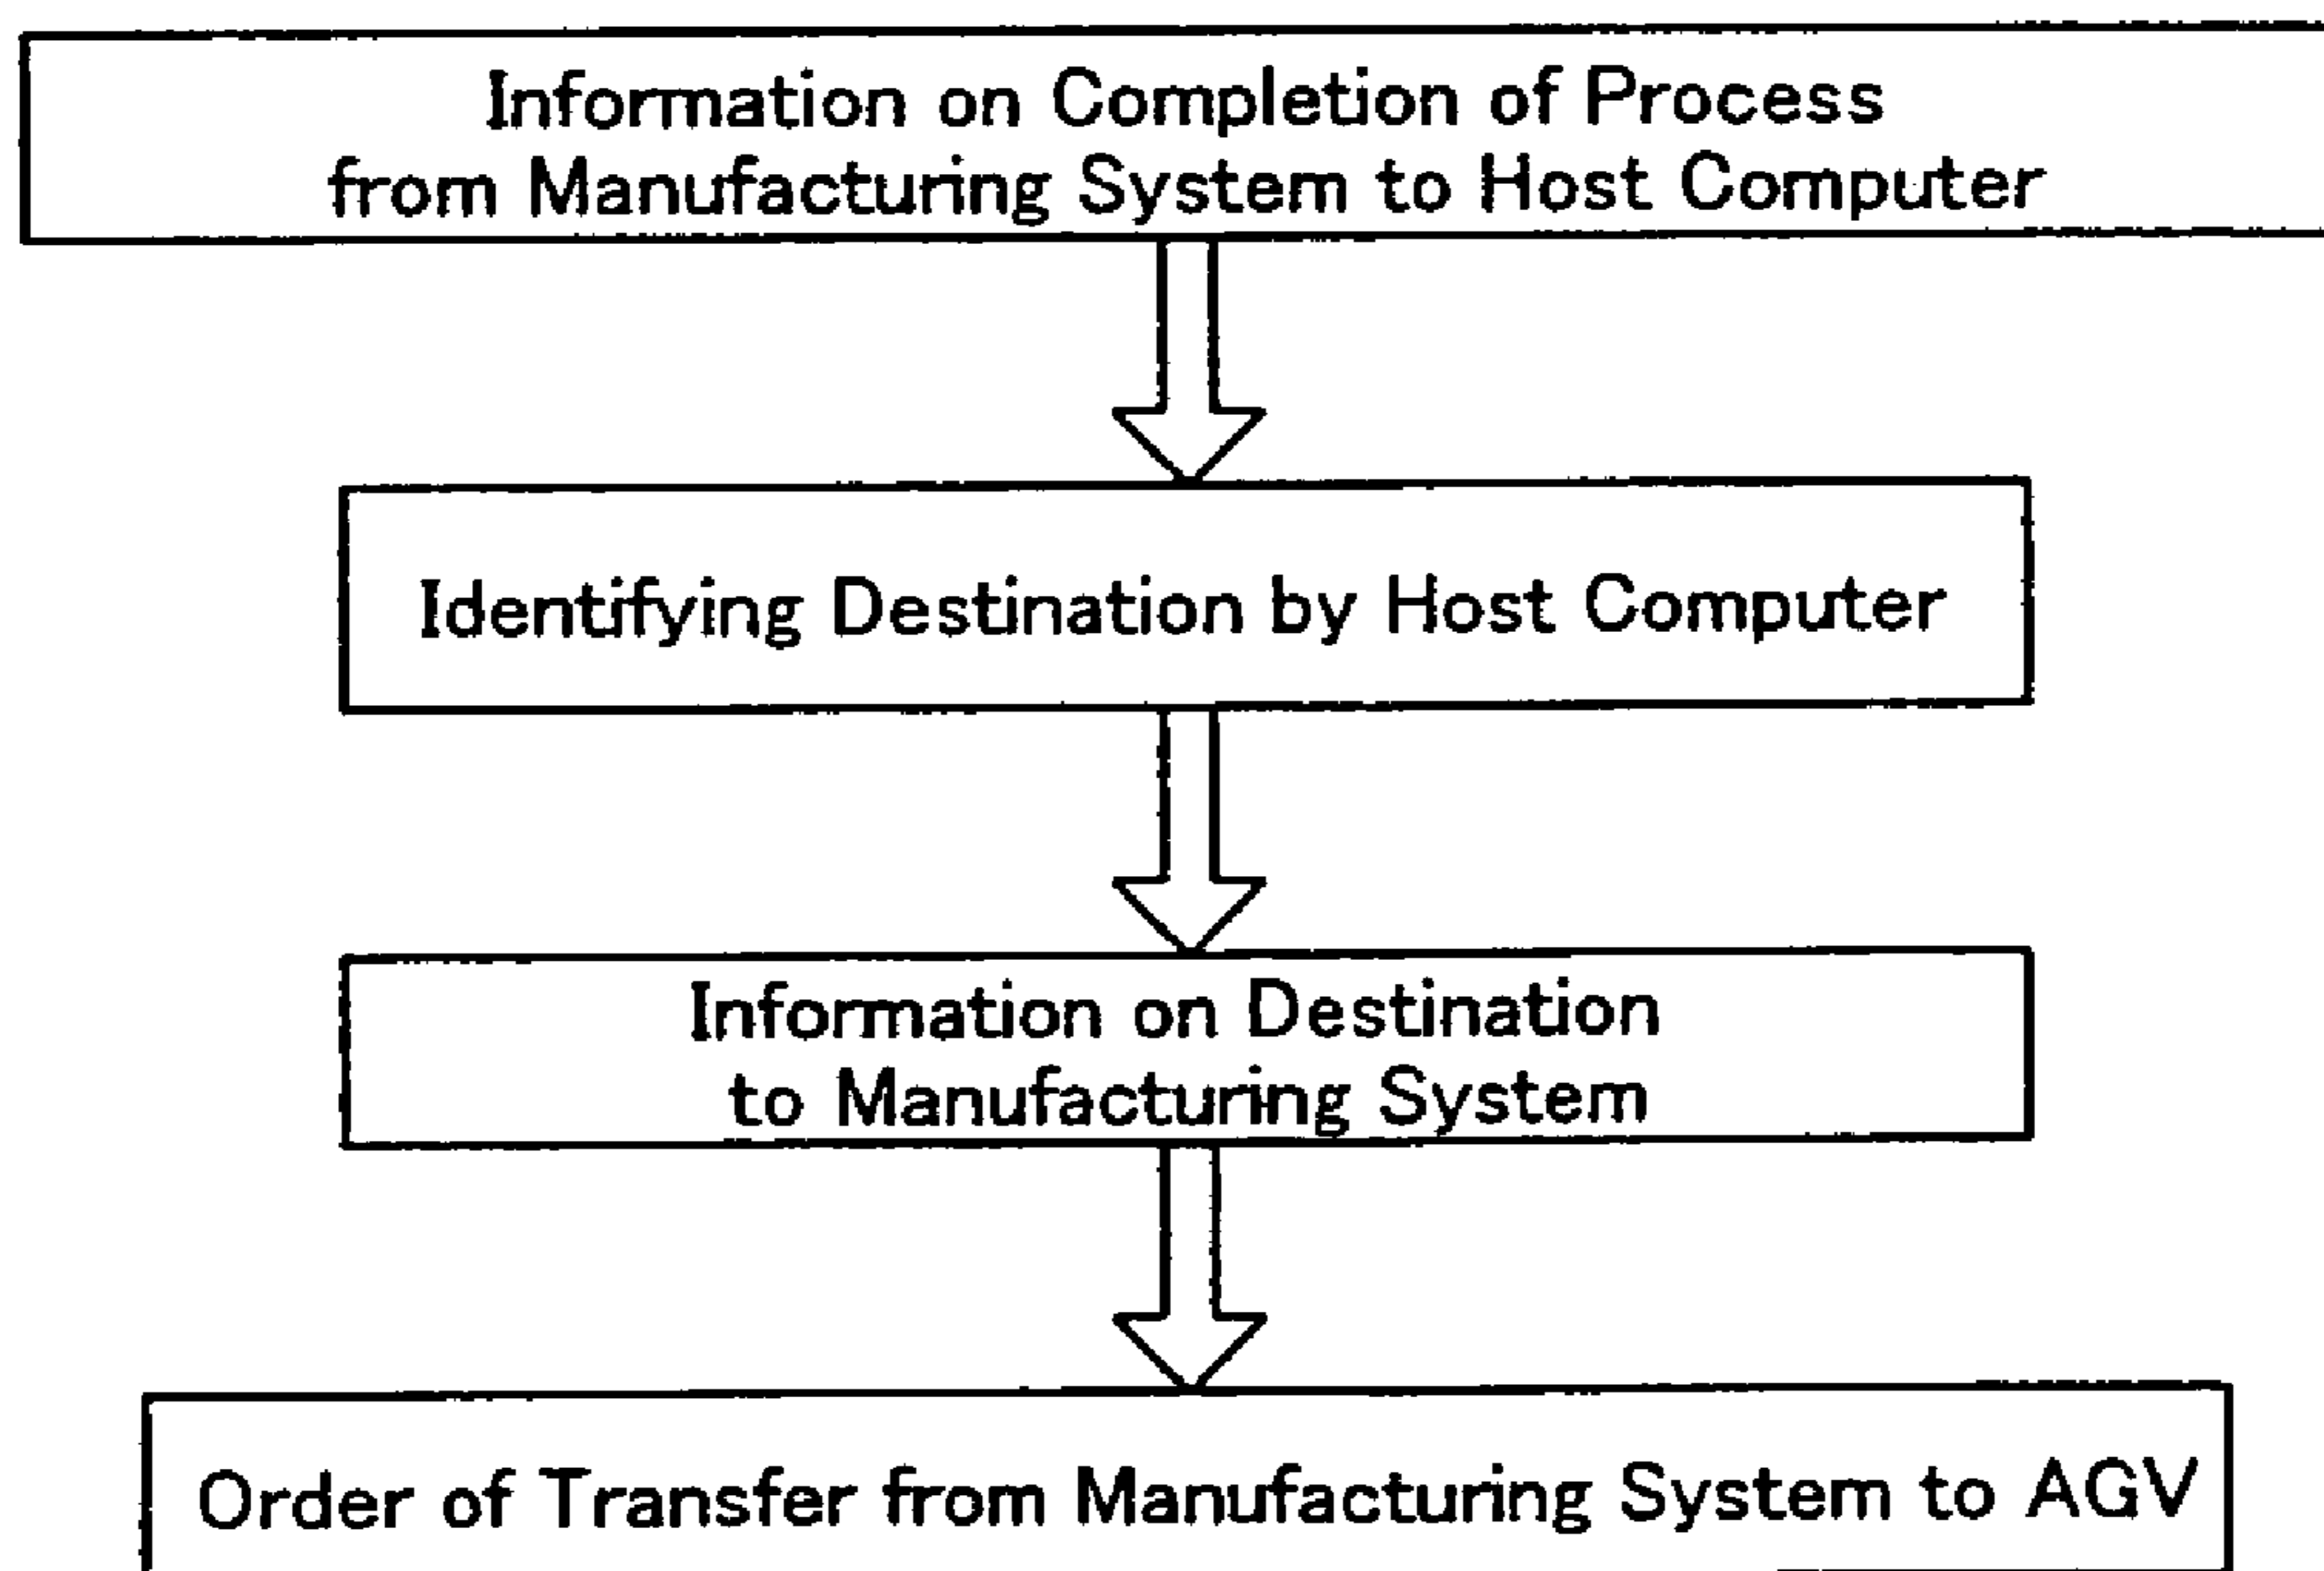 Information on Completion of Process
from Manufacturing System to Host Computer
Identifying Destination by Host Computer
Information on Destination
to Manufacturing System
Order of Transfer from Manufacturing System to AGV